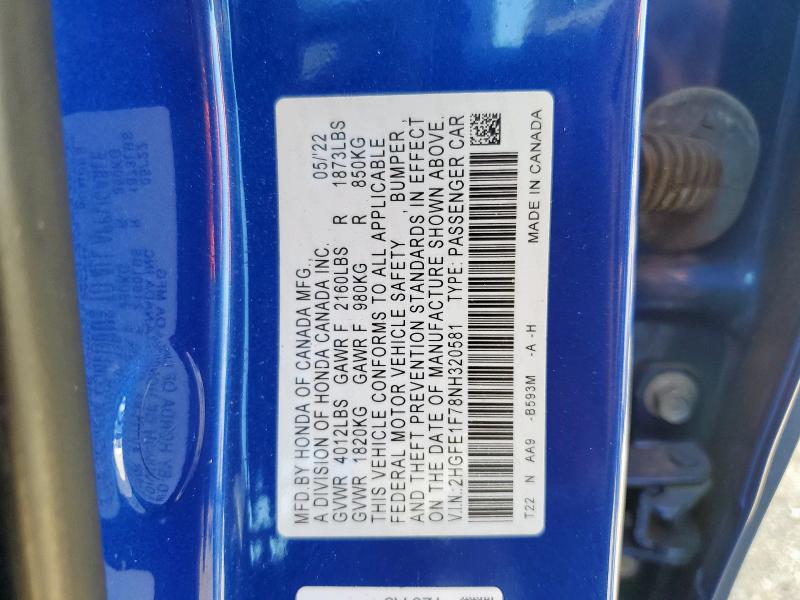 MFD.BY HONDA OF CANADA MFG., 05/'22
A DIVISION OF HONDA CANADA INC.
GVWR 4012LBS GAWR F 2160LBS R 1873LBS
GVWR 1820KG GAWR F 980KG R 850KG
THIS VEHICLE CONFORMS TO ALL APPLICABLE
FEDERAL MOTOR VEHICLE SAFETY, BUMPER,
AND THEFT PREVENTION STANDARDS IN EFFECT
ON THE DATE OF MANUFACTURE SHOWN ABOVE.
V.I.N.:2HGFE1F78NH320581 TYPE: PASSENGER CAR
T22 N AA9 -B593M -A -H MADE IN CANADA